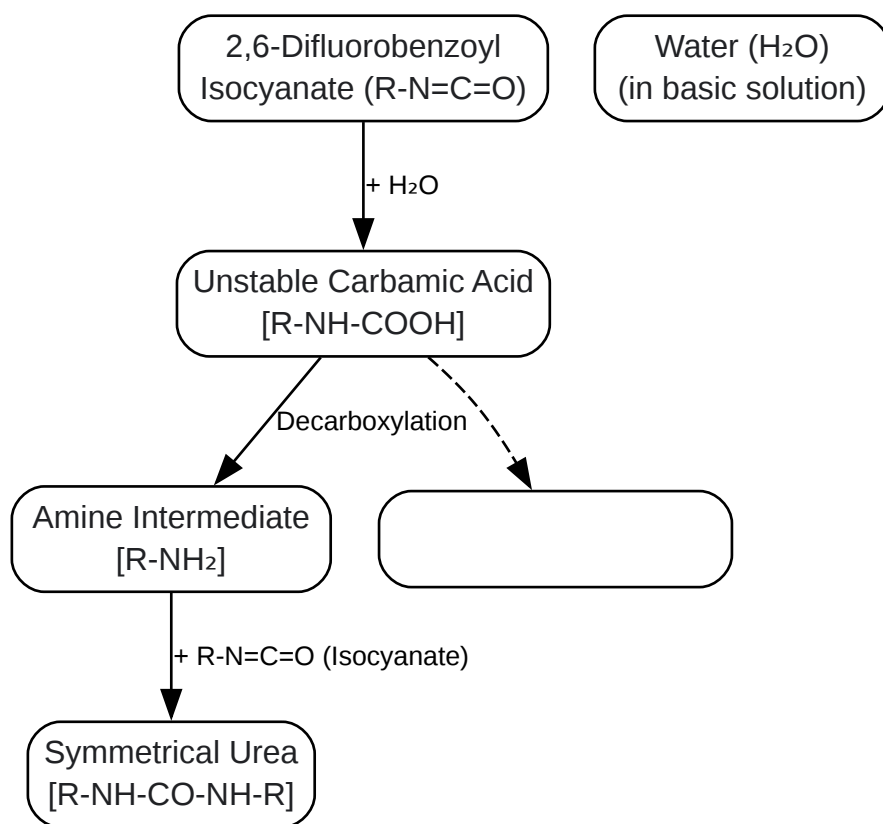 2,6-Difluorobenzoyl
Isocyanate (R-N=C=O)
Water (H₂O)
(in basic solution)
+ H₂O
Unstable Carbamic Acid
[R-NH-COOH]
Decarboxylation
Amine Intermediate
[R-NH₂]
+ R-N=C=O (Isocyanate)
Symmetrical Urea
[R-NH-CO-NH-R]